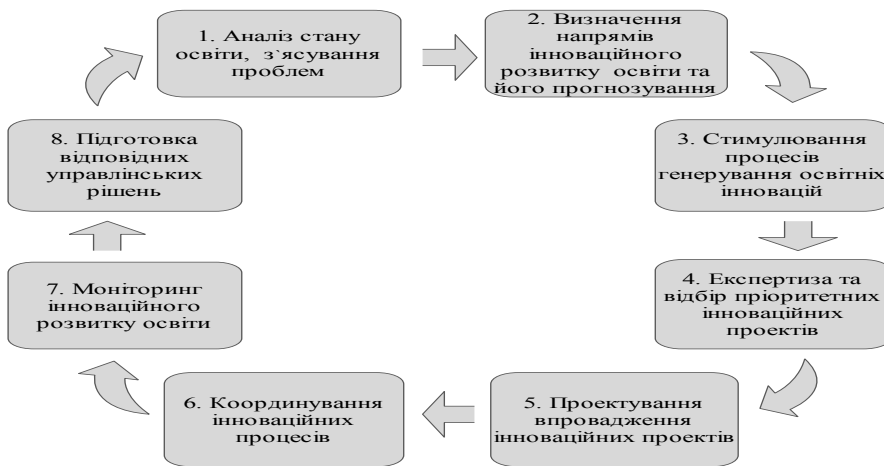 1. Аналіз стану
освіти,  з`ясування
проблем
2. Визначення
напрямів
інноваційного
розвитку  освіти та
його прогнозування
3. Стимулювання
процесів
генерування освітніх
інновацій
4. Експертиза та
відбір пріоритетних
інноваційних
проектів
5. Проектування
впровадження
інноваційних проектів
6. Координування
інноваційних
процесів
7. Моніторинг
інноваційного
розвитку освіти
8. Підготовка
відповідних
управлінських
рішень